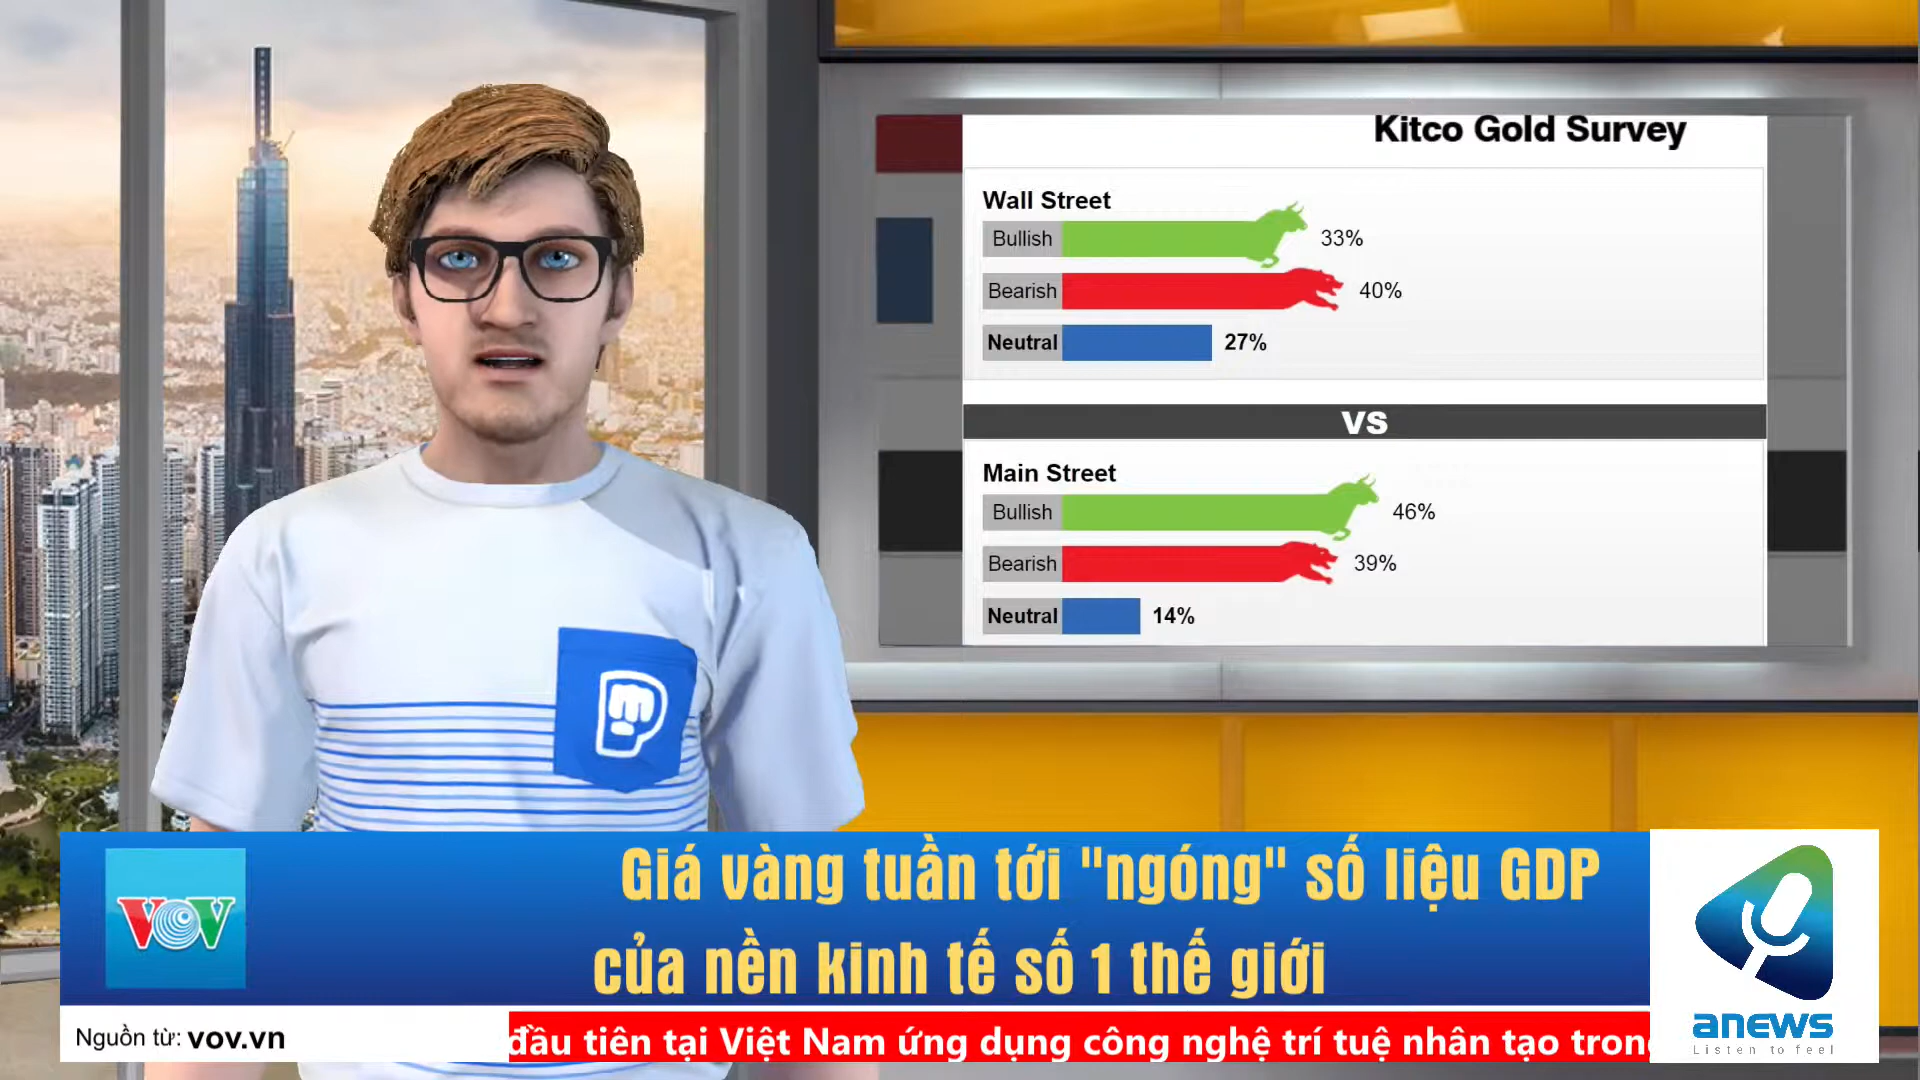 Kitco Gold Survey
Wall Street
Bullish 33%
Bearish 40%
Neutral 27%
VS
Main Street
Bullish 46%
Bearish 39%
Neutral 14%
VOV
Giá vàng tuần tới "ngóng" số liệu GDP
của nền kinh tế số 1 thế giới
Nguồn từ: vov.vn
đầu tiên tại Việt Nam ứng dụng công nghệ trí tuệ nhân tạo trong
anews
Listen to feel